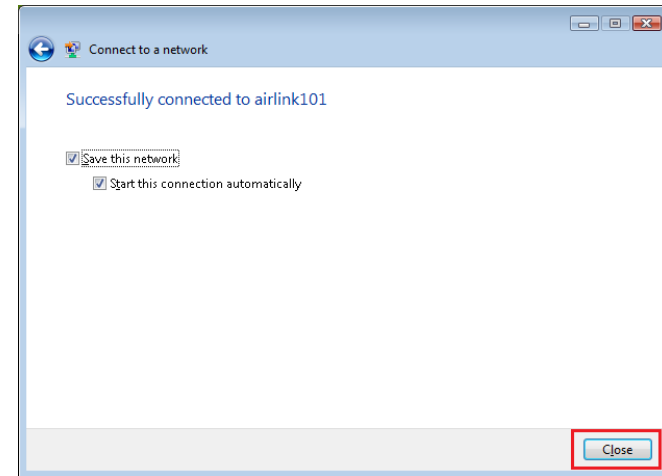 Connect to a network
Successfully connected to airlink101
Save this network
Start this connection automatically
Close